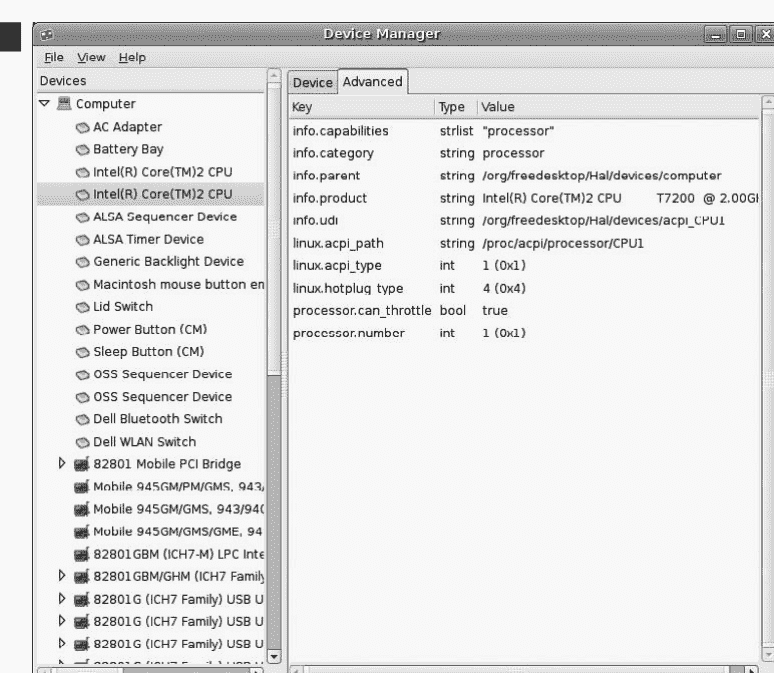 Device Manager
File View Help
Devices
Computer
AC Adapter
Battery Bay
Intel(R) Core(TM)2 CPU
Intel(R) Core(TM)2 CPU
ALSA Sequencer Device
ALSA Timer Device
Generic Backlight Device
Macintosh mouse button en
Lid Switch
Power Button (CM)
Sleep Button (CM)
OSS Sequencer Device
OSS Sequencer Device
Dell Bluetooth Switch
Dell WLAN Switch
82801 Mobile PCI Bridge
Mobile 945GM/PM/GMS, 943/
Mobile 945GM/GMS, 943/940
Mobile 945GM/GMS/GME, 94
82801GBM (ICH7-M) LPC Inte
82801GBM/GHM (ICH7 Family
82801G (ICH7 Family) USB U
82801G (ICH7 Family) USB U
82801G (ICH7 Family) USB U
Device Advanced
Key Type Value
info.capabilities strlist "processor"
info.category string processor
info.parent string /org/freedesktop/Hal/devices/computer
info.product string Intel(R) Core(TM)2 CPU T7200 @ 2.00GH
info.udi string /org/freedesktop/Hal/devices/acpi_CPU1
linux.acpi_path string /proc/acpi/processor/CPU1
linux.acpi_type int 1 (0x1)
linux.hotplug_type int 4 (0x4)
processor.can_throttle bool true
processor.number int 1 (0x1)